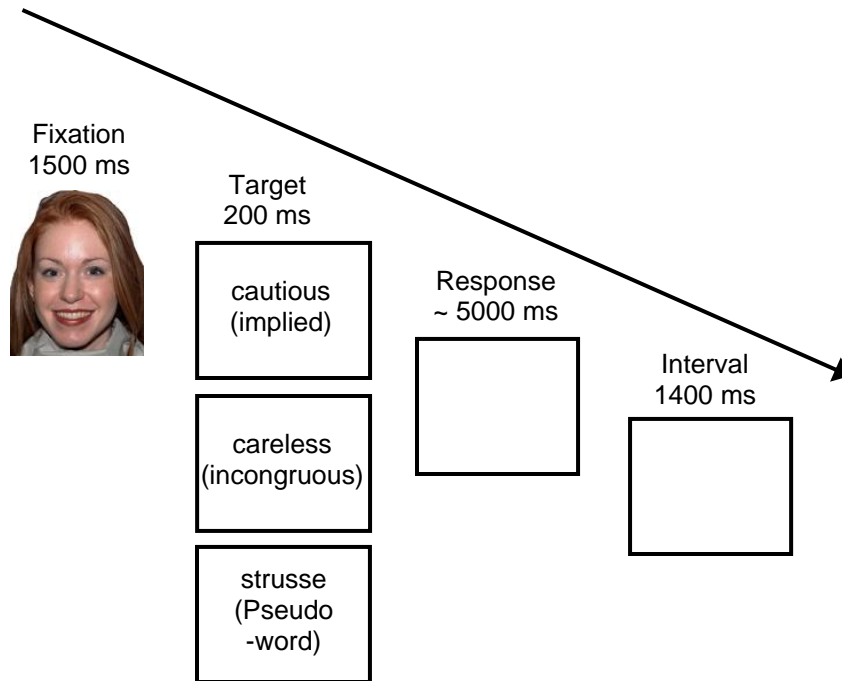 Fixation
1500 ms
Target
200 ms
cautious
(implied)
careless
(incongruous)
strusse
(Pseudo
-word)
Response
~ 5000 ms
Interval
1400 ms